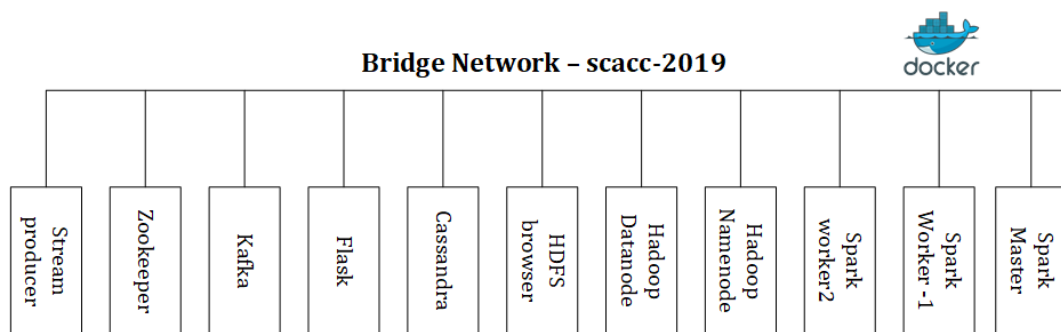 Bridge Network – scacc-2019
docker
Stream
producer
Zookeeper
Kafka
Flask
Cassandra
HDFS
browser
Hadoop
Datanode
Hadoop
Namenode
Spark
worker2
Spark
Worker -1
Spark
Master